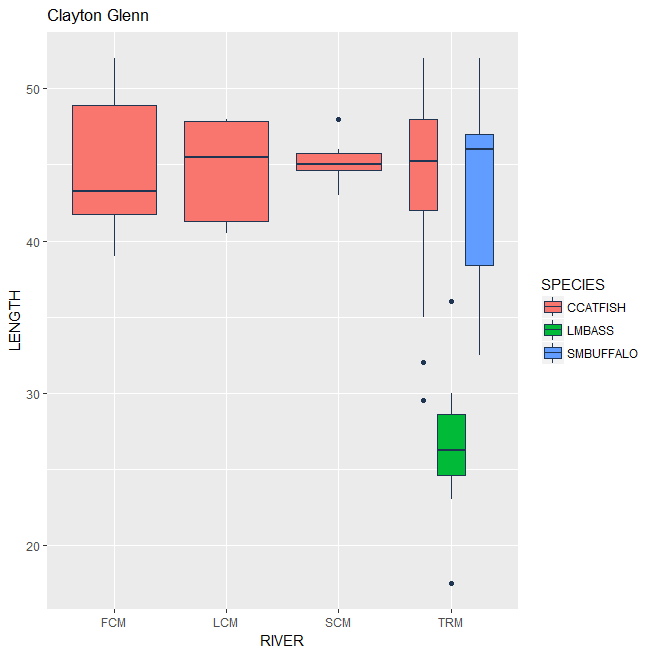 Clayton Glenn
50
40
30
20
LENGTH
FCM LCM SCM TRM
RIVER
SPECIES
CCATFISH
LMBASS
SMBUFFALO